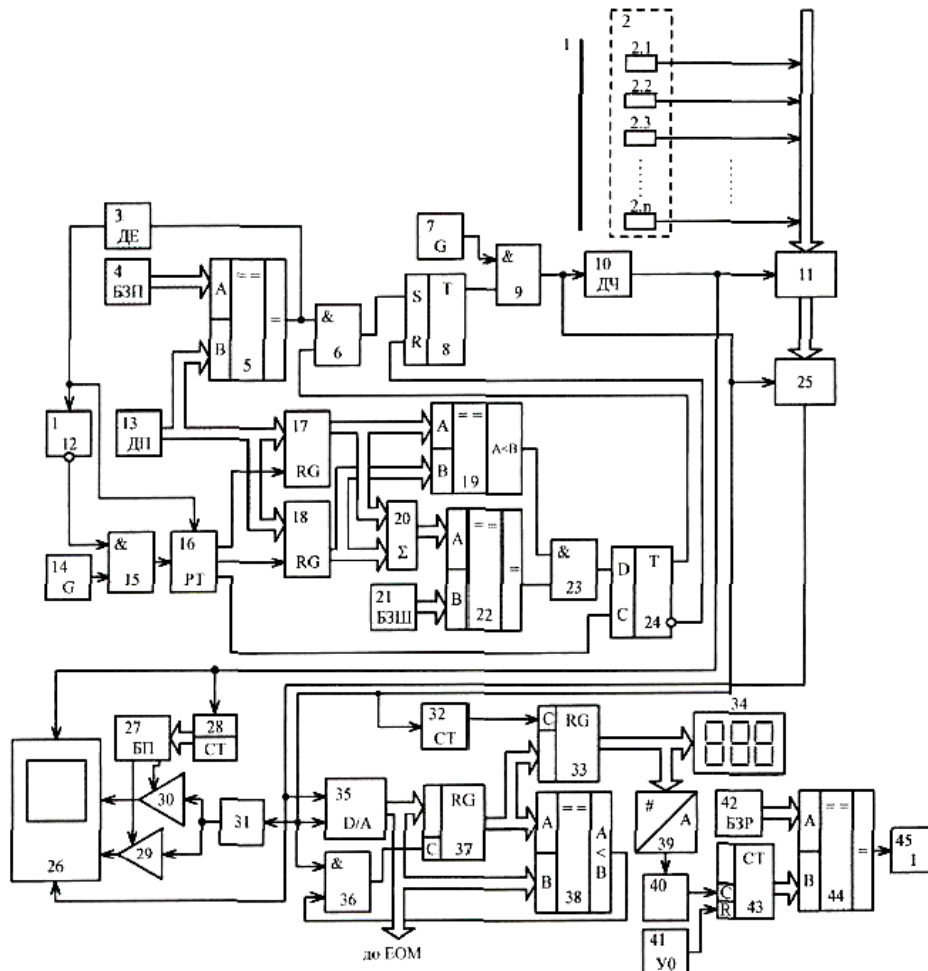 1
2
2.1
2.2
2.3
2.n
3
ДЕ
4
БЗП
A
B
= =
=
5
&
6
7
G
S
R
T
8
&
9
10
ДЧ
11
25
1
12
13
ДП
14
G
&
15
16
РТ
17
RG
18
RG
A
B
= =
A<B
19
20
Σ
21
БЗШ
A
B
= =
=
22
&
23
D
C
T
24
26
27
БП
28
СТ
30
29
31
32
СТ
C
RG
33
34
35
D/A
&
36
C
RG
37
A
B
= =
A
<
B
38
#
A
39
40
41
У0
42
БЗР
C
R
СТ
43
A
B
= =
=
44
45
І
до ЕОМ